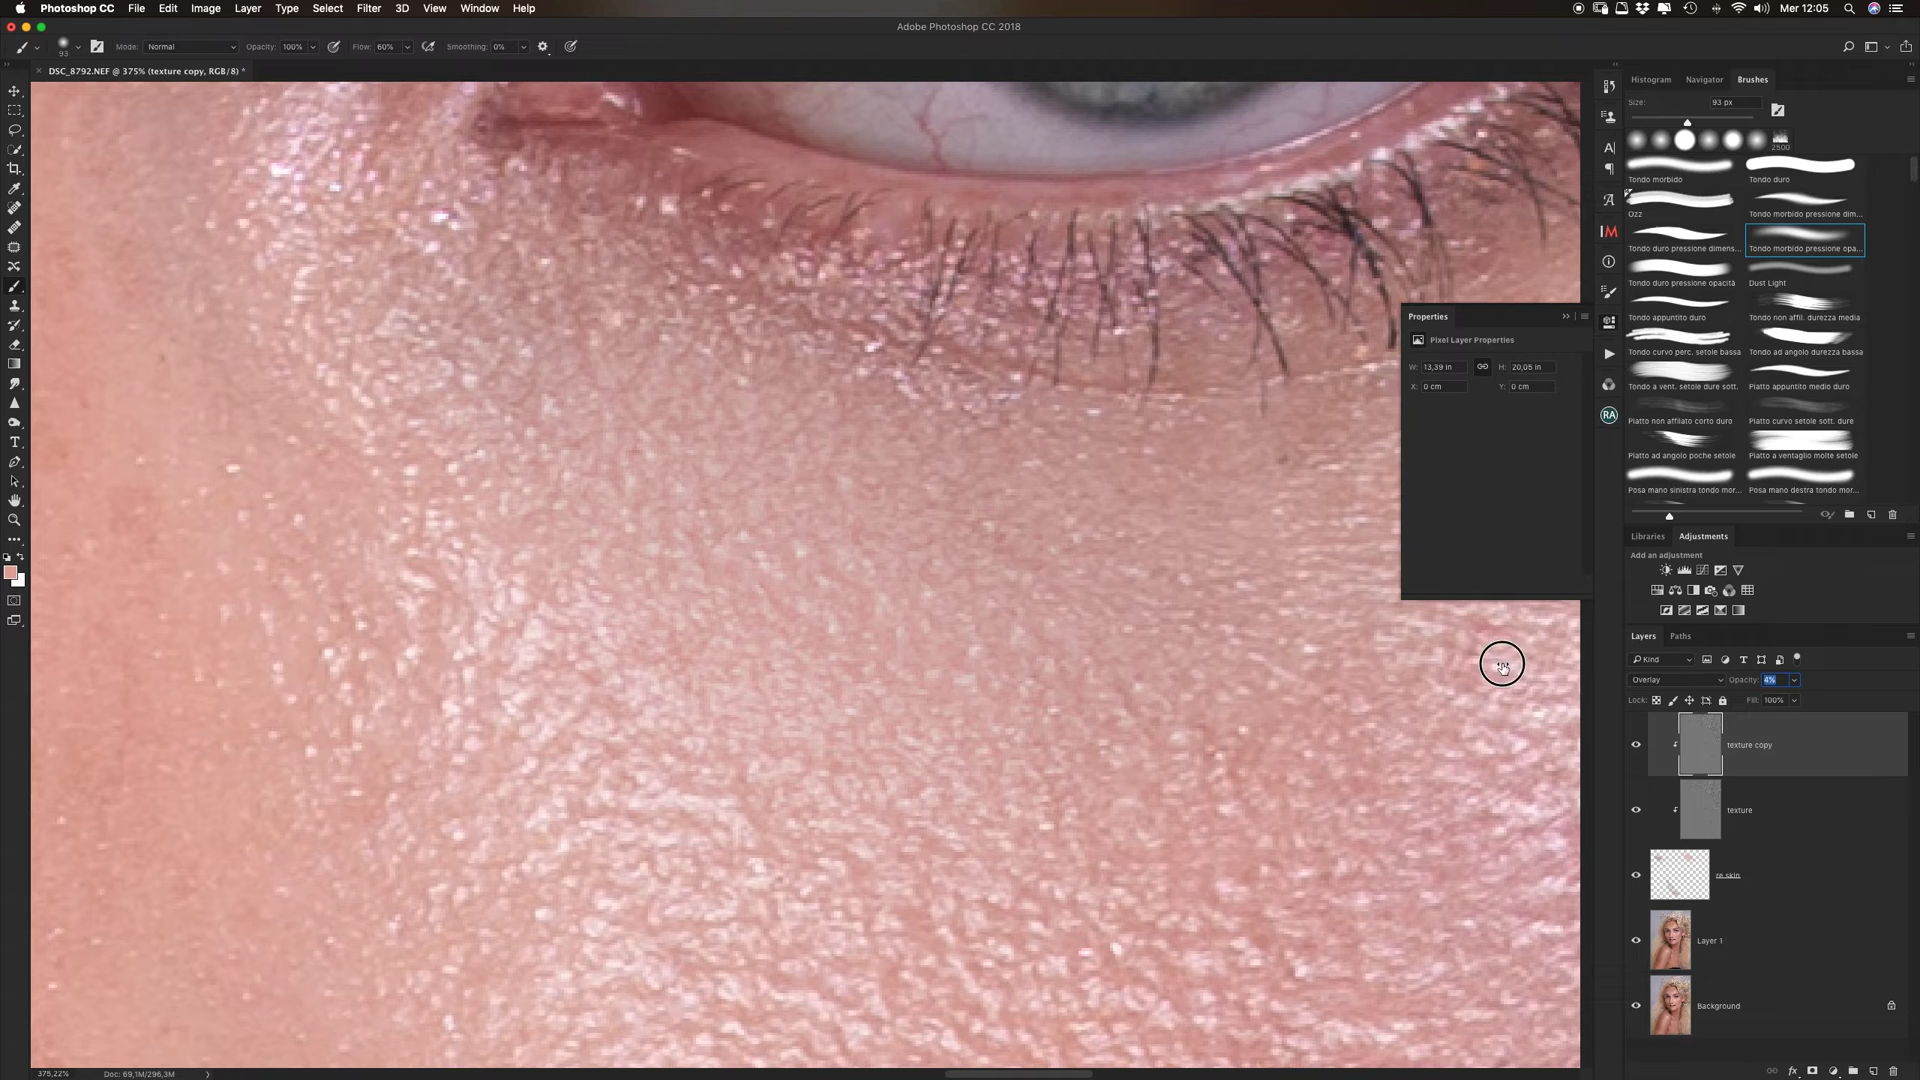 Photoshop CC File Edit Image Layer Type Select Filter 3D View Window Help Mer 12:05
Adobe Photoshop CC 2018
93 Mode: Normal Opacity: 100% Flow: 60% Smoothing: 0%
DSC_8792.NEF @ 375% (texture copy, RGB/8) *
Histogram Navigator Brushes
Size: 93 px
2500
Tondo morbido Tondo duro
Ozz Tondo morbido pressione dim...
Tondo duro pressione dimens... Tondo morbido pressione opa...
Tondo duro pressione opacità Dust Light
Tondo appuntito duro Tondo non affil. durezza media
Tondo curvo perc. setole bassa Tondo ad angolo durezza bassa
Tondo a vent. setole dure sott. Piatto appuntito medio duro
Piatto non affilato corto duro Piatto curvo setole sott. dure
Piatto ad angolo poche setole Piatto a ventaglio molte setole
Posa mano sinistra tondo mor... Posa mano destra tondo mor...
Properties
Pixel Layer Properties
W: 13,39 in H: 20,05 in
X: 0 cm Y: 0 cm
IM
RA
Libraries Adjustments
Add an adjustment
Layers Paths
Kind
Overlay Opacity: 4%
Lock: Fill: 100%
texture copy
texture
re skin
Layer 1
Background
375,22% Doc: 69,1M/296,3M